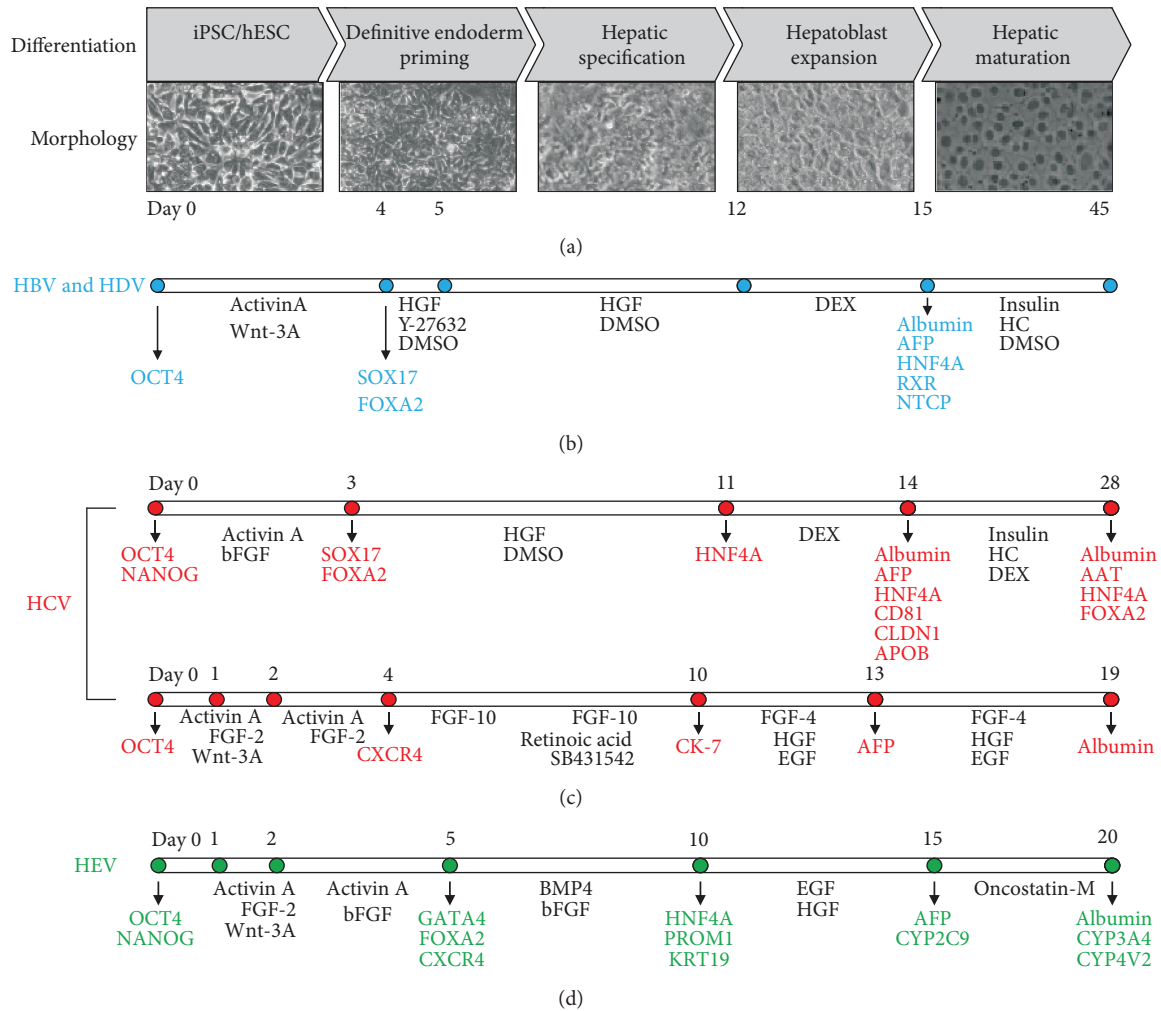 Differentiation
iPSC/hESC
Definitive endoderm
priming
Hepatic
specification
Hepatoblast
expansion
Hepatic
maturation
Morphology
Day 0
4
5
12
15
45
(a)
HBV and HDV
ActivinA
Wnt-3A
HGF
Y-27632
DMSO
HGF
DMSO
DEX
Insulin
HC
DMSO
OCT4
SOX17
FOXA2
Albumin
AFP
HNF4A
RXR
NTCP
(b)
HCV
Day 0
3
11
14
28
Activin A
bFGF
HGF
DMSO
DEX
Insulin
HC
DEX
OCT4
NANOG
SOX17
FOXA2
HNF4A
Albumin
AFP
HNF4A
CD81
CLDN1
APOB
Albumin
AAT
HNF4A
FOXA2
Day 0
1
2
4
10
13
19
Activin A
FGF-2
Wnt-3A
Activin A
FGF-2
FGF-10
FGF-10
Retinoic acid
SB431542
FGF-4
HGF
EGF
FGF-4
HGF
EGF
OCT4
CXCR4
CK-7
AFP
Albumin
(c)
HEV
Day 0
1
2
5
10
15
20
Activin A
FGF-2
Wnt-3A
Activin A
bFGF
BMP4
bFGF
EGF
HGF
Oncostatin-M
OCT4
NANOG
GATA4
FOXA2
CXCR4
HNF4A
PROM1
KRT19
AFP
CYP2C9
Albumin
CYP3A4
CYP4V2
(d)